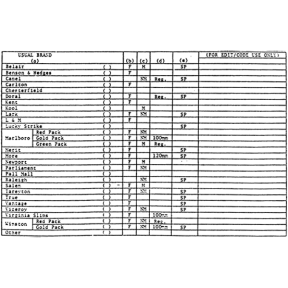 USUAL BRAND (FOR EDIT/CODE USE ONLY)
(a) (b) (c) (d) (e)
Belair ( ) F M SP
Benson & Hedges ( ) F
Camel ( ) NM Reg. SP
Carlton ( ) F
Chesterfield ( )
Doral ( ) F Reg. SP
Kent ( ) F
Kool ( ) M SP
Lark ( ) F NM SP
L & M ( ) F
Lucky Strike ( ) SP
Marlboro Red Pack ( ) F NM
Gold Pack ( ) F NM 100mm
Green Pack ( ) F M Reg.
Merit ( ) F SP
More ( ) F 120mm SP
Newport ( ) F M
Parliament ( ) F NM
Pall Mall ( )
Raleigh ( ) NM SP
Salem ( ) F M
Tareyton ( ) F NM SP
True ( ) F SP
Vantage ( ) F SP
Viceroy ( ) F NM SP
Virginia Slims ( ) F 100mm
Winston Red Pack ( ) F NM Reg.
Gold Pack ( ) F NM 100mm SP
Other